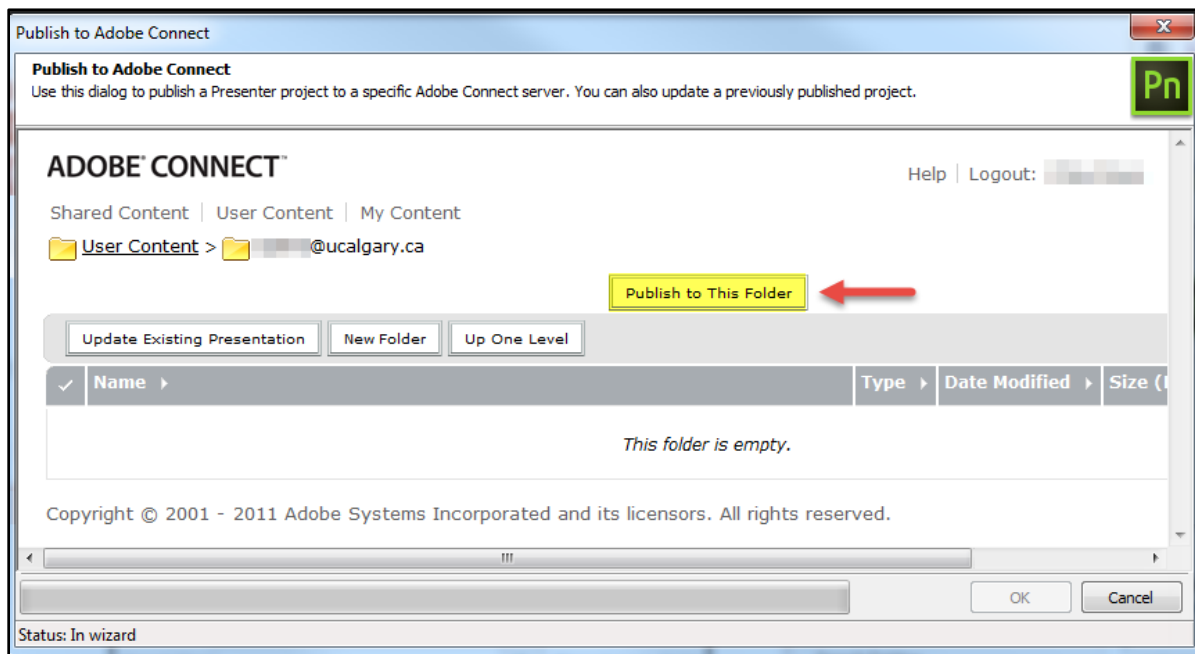 Publish to Adobe Connect
Publish to Adobe Connect
Use this dialog to publish a Presenter project to a specific Adobe Connect server. You can also update a previously published project.
Pn
ADOBE® CONNECT™
Help | Logout:
Shared Content | User Content | My Content
User Content > @ucalgary.ca
Publish to This Folder
Update Existing Presentation New Folder Up One Level
Name Type Date Modified Size (
This folder is empty.
Copyright © 2001 - 2011 Adobe Systems Incorporated and its licensors. All rights reserved.
OK Cancel
Status: In wizard